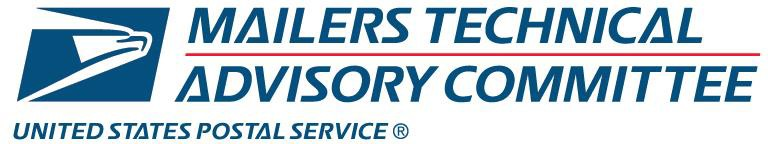 MAILERS TECHNICAL
ADVISORY COMMITTEE
UNITED STATES POSTAL SERVICE ®